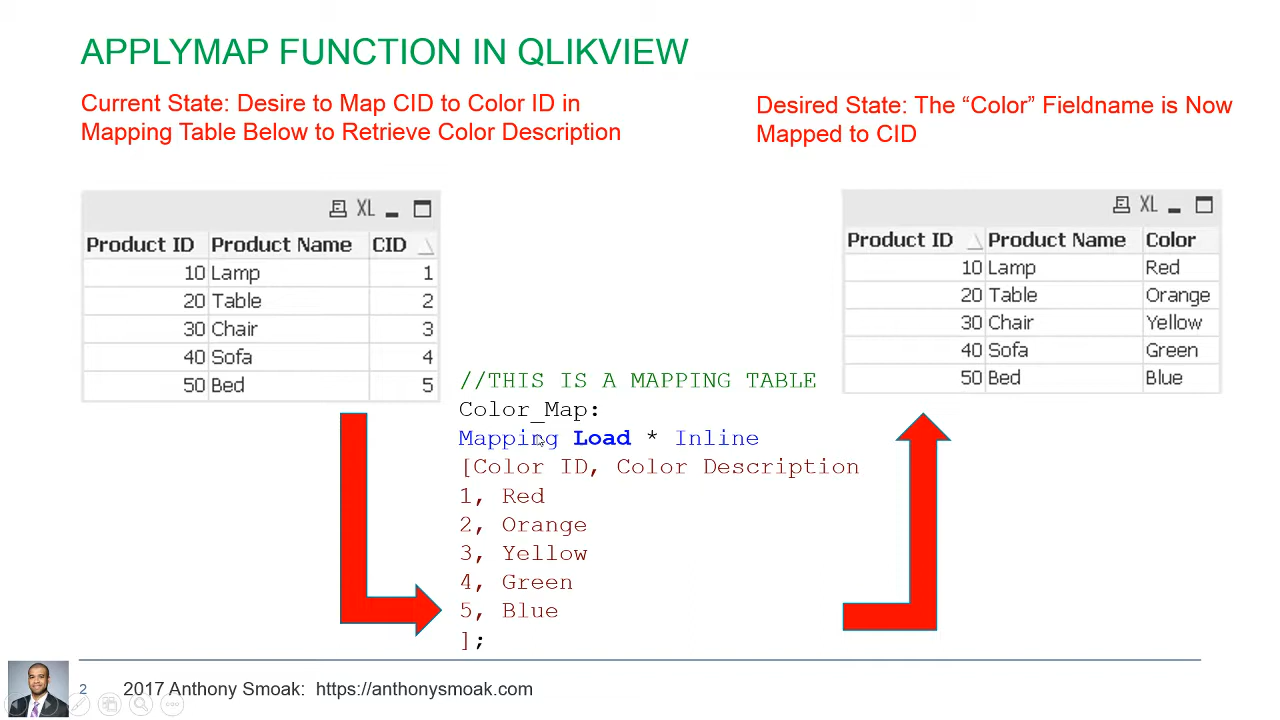 APPLYMAP FUNCTION IN QLIKVIEW
Current State: Desire to Map CID to Color ID in
Mapping Table Below to Retrieve Color Description
Desired State: The “Color” Fieldname is Now
Mapped to CID
XL
Product ID Product Name CID
10 Lamp 1
20 Table 2
30 Chair 3
40 Sofa 4
50 Bed 5
XL
Product ID Product Name Color
10 Lamp Red
20 Table Orange
30 Chair Yellow
40 Sofa Green
50 Bed Blue
//THIS IS A MAPPING TABLE
Color_Map:
Mapping Load * Inline
[Color ID, Color Description
1, Red
2, Orange
3, Yellow
4, Green
5, Blue
];
2 2017 Anthony Smoak: https://anthonysmoak.com